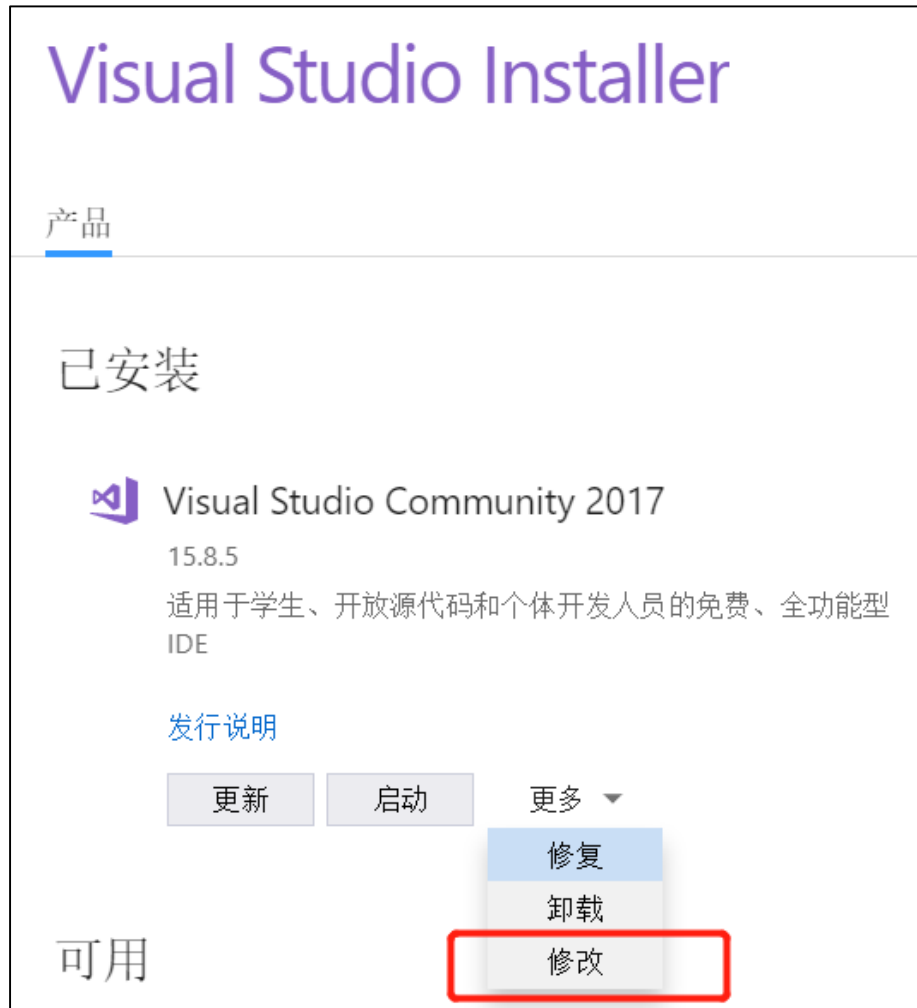 Visual Studio Installer
产品
已安装
Visual Studio Community 2017
15.8.5
适用于学生、开放源代码和个体开发人员的免费、全功能型
IDE
发行说明
更新 启动 更多
修复
卸载
修改
可用